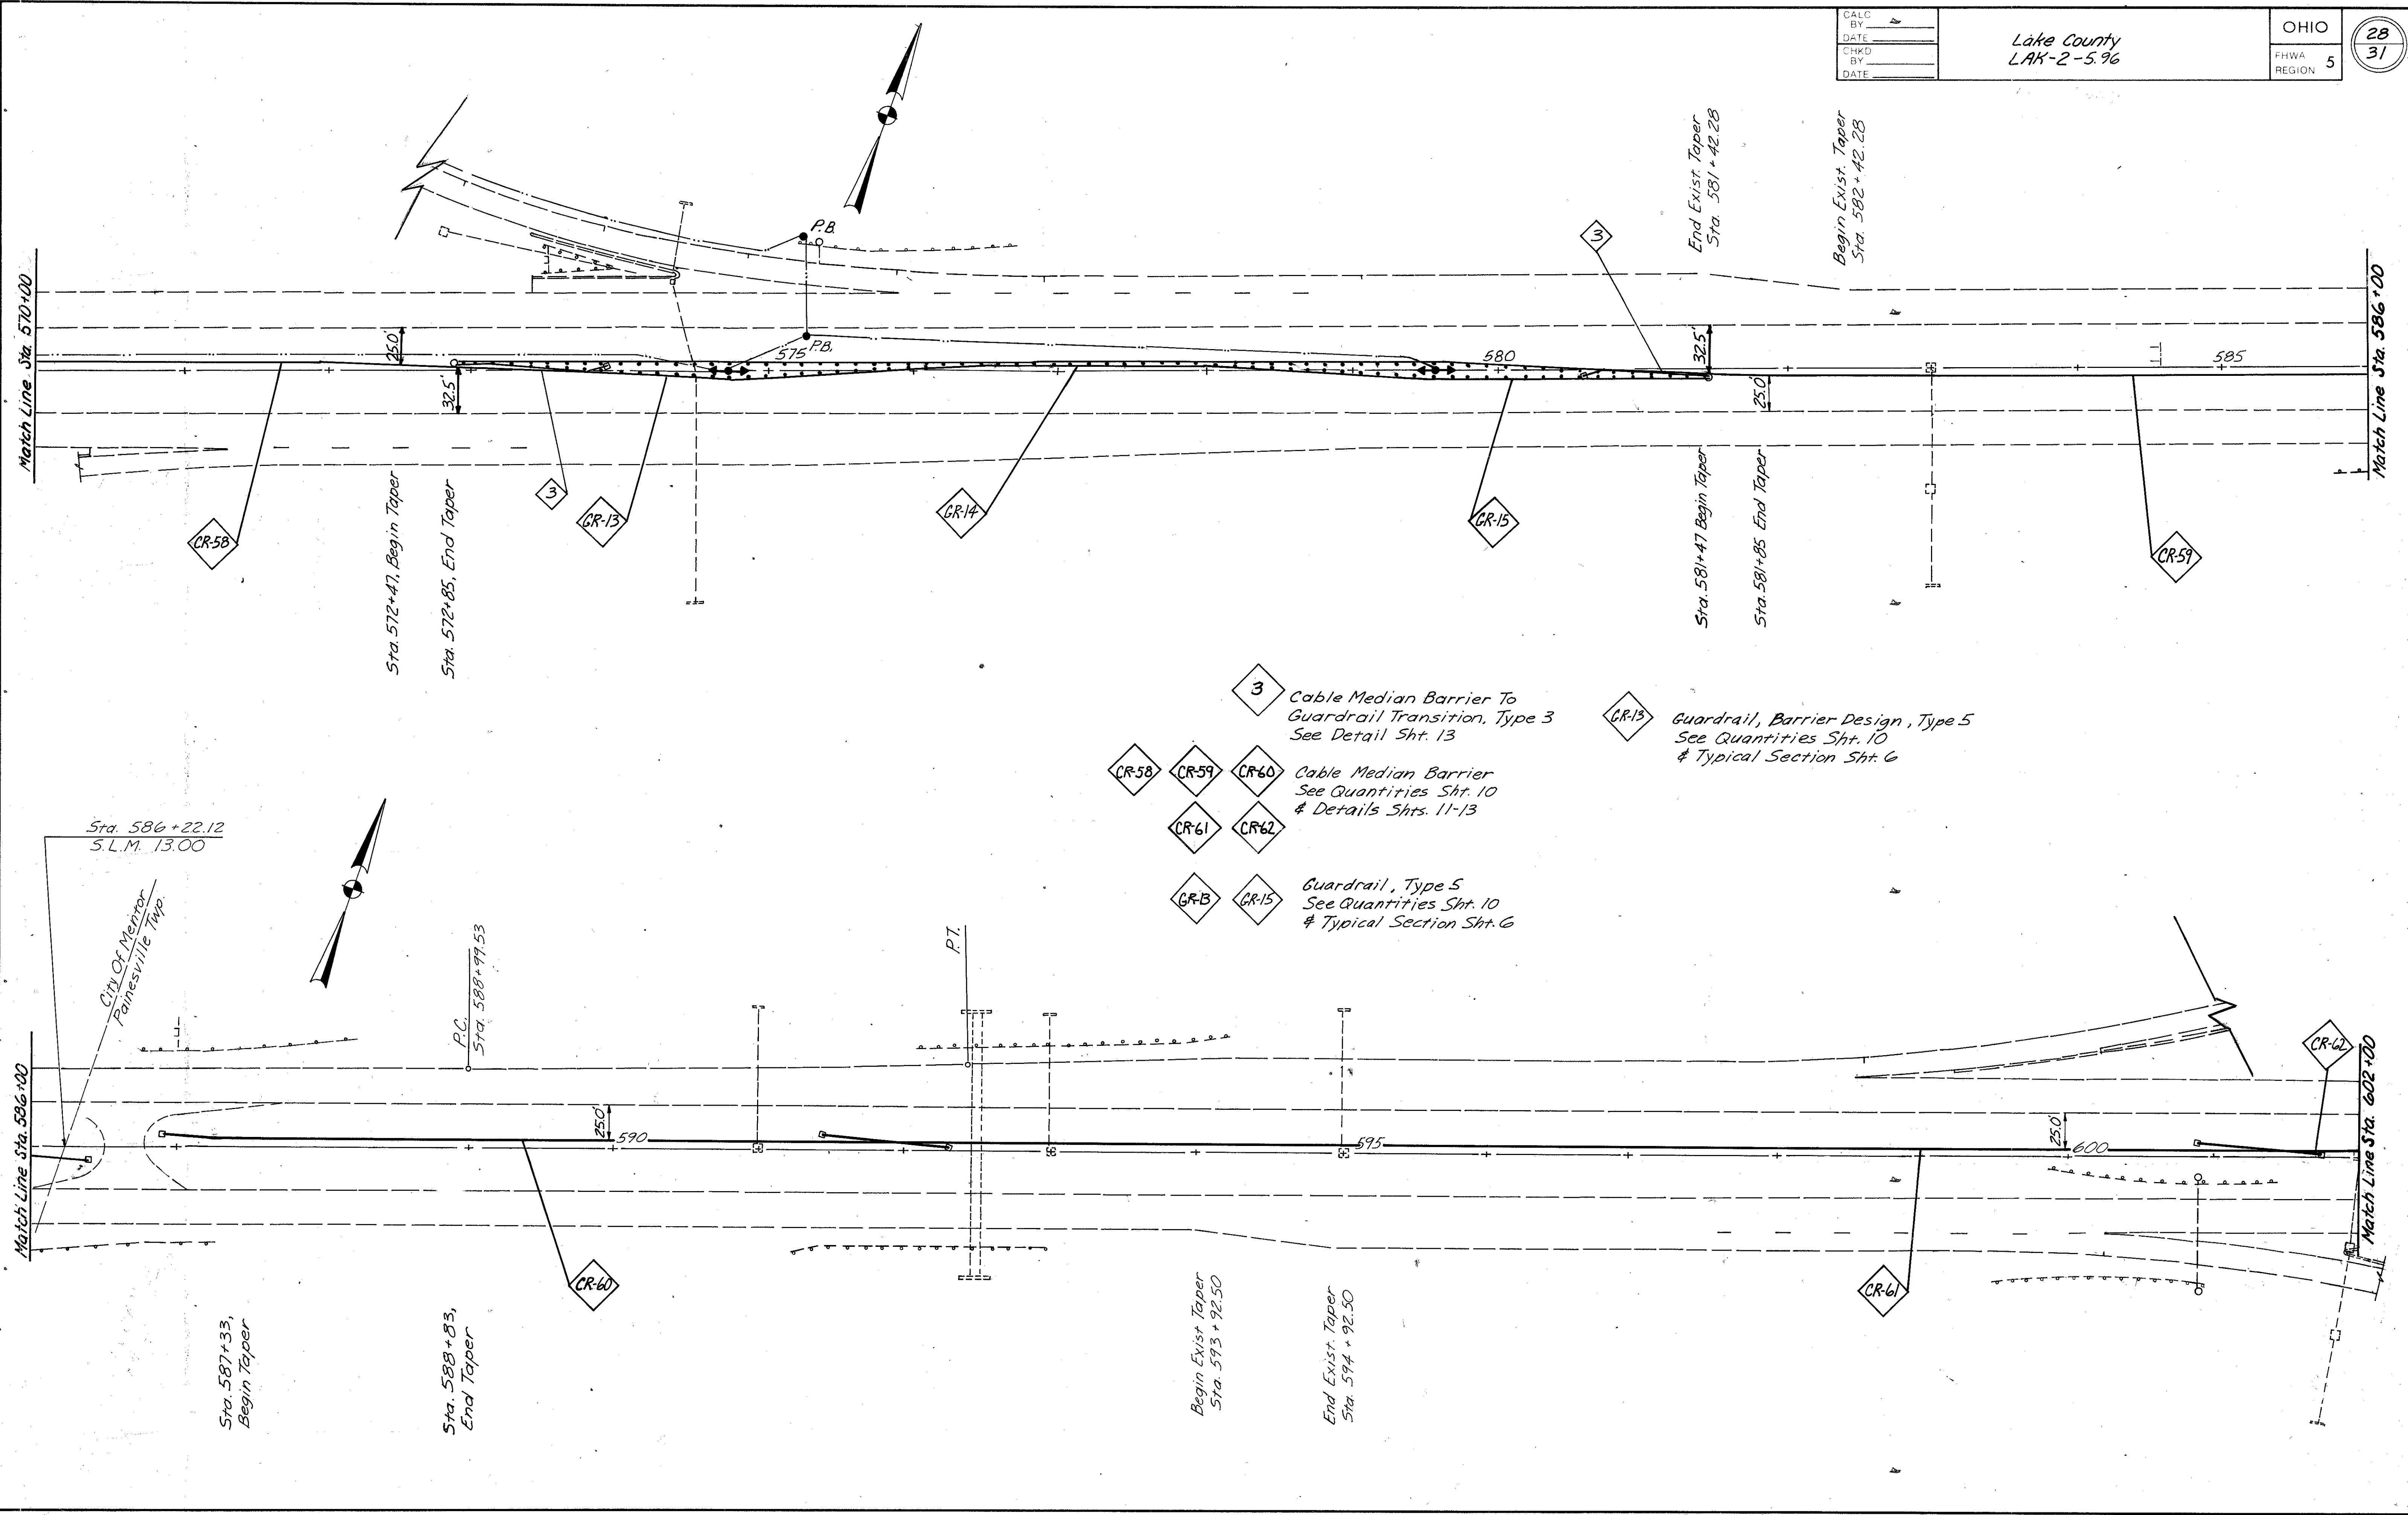 CALC
BY
DATE
CHKD
BY
DATE
Lake County
LAK-2-5.96
OHIO
FHWA
REGION 5
28
31
Match Line Sta. 570+00
25.0'
32.5'
P.B.
P.B.
575
580
585
3
End Exist. Taper
Sta. 581 + 42.28
Begin Exist. Taper
Sta. 582 + 42.28
32.5'
25.0'
Match Line Sta. 586+00
CR-58
Sta. 572+47, Begin Taper
Sta. 572+85, End Taper
3
GR-13
GR-14
GR-15
Sta. 581+47 Begin Taper
Sta. 581+85 End Taper
CR-59
3
Cable Median Barrier To
Guardrail Transition, Type 3
See Detail Sht. 13
GR-13
Guardrail, Barrier Design, Type 5
See Quantities Sht. 10
& Typical Section Sht. 6
CR-58 CR-59 CR-60
Cable Median Barrier
See Quantities Sht. 10
& Details Shts. 11-13
CR-61 CR-62
GR-13 GR-15
Guardrail, Type 5
See Quantities Sht. 10
& Typical Section Sht. 6
Sta. 586+22.12
S.L.M. 13.00
City Of Mentor
Painesville Twp.
Match Line Sta. 586+00
P.C.
Sta. 588+99.53
P.T.
25.0'
590
595
25.0'
600
CR-62
Match Line Sta. 602+00
CR-60
CR-61
Sta. 587+33,
Begin Taper
Sta. 588+83,
End Taper
Begin Exist Taper
Sta. 593 + 92.50
End Exist. Taper
Sta. 594 + 92.50